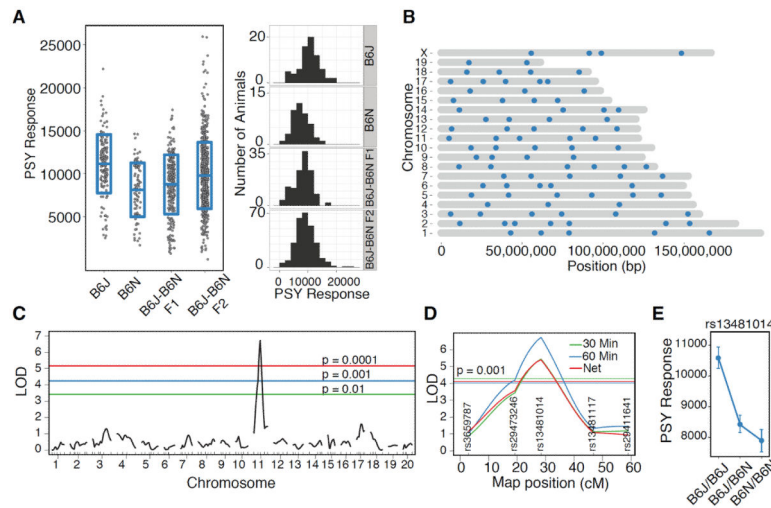 A
PSY Response
25000
20000
15000
10000
5000
B6J
B6N
B6J-B6N
F1
B6J-B6N
F2
Number of Animals
20
0
15
0
35
0
70
0
B6J
B6N
B6J-B6N F1
B6J-B6N F2
0 10000 20000
PSY Response
B
Chromosome
X
19
18
17
16
15
14
13
12
11
10
9
8
7
6
5
4
3
2
1
0 50,000,000 100,000,000 150,000,000
Position (bp)
C
LOD
7
6
5
4
3
2
1
0
p = 0.0001
p = 0.001
p = 0.01
1 2 3 4 5 6 7 8 9 10 11 12 13 14 15 16 17 18 19 20
Chromosome
D
LOD
7
6
5
4
3
2
1
0
30 Min
60 Min
Net
p = 0.001
rs3659787
rs29473246
rs13481014
rs13481117
rs29411641
0 10 20 30 40 50 60
Map position (cM)
E
rs13481014
PSY Response
11000
10000
9000
8000
B6J/B6J
B6J/B6N
B6N/B6N